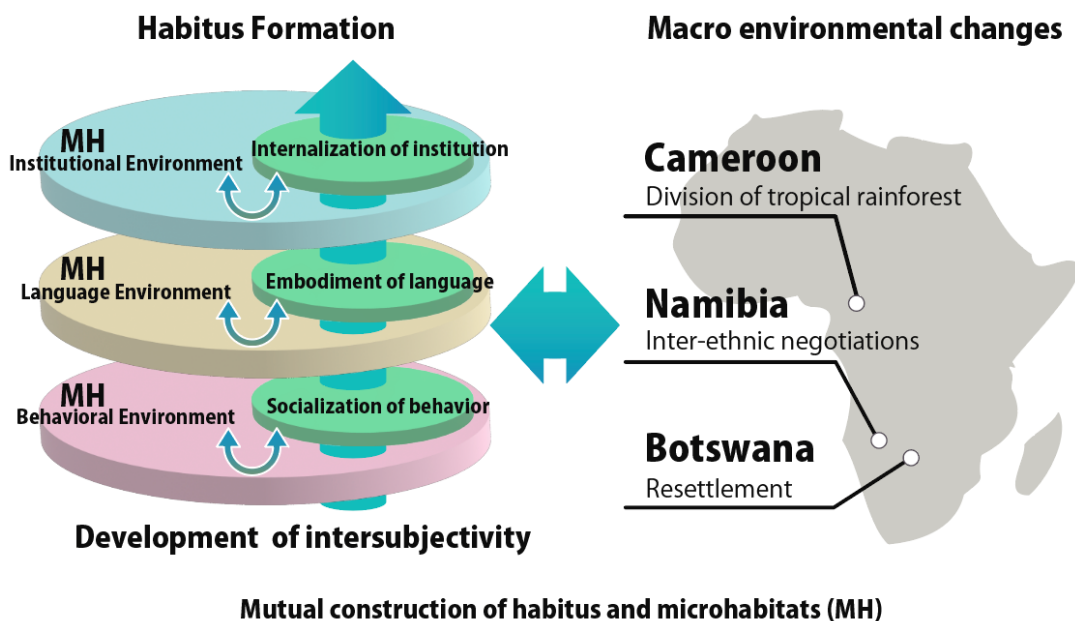 Habitus Formation
MH
Institutional Environment
Internalization of institution
MH
Language Environment
Embodiment of language
MH
Behavioral Environment
Socialization of behavior
Development of intersubjectivity
Macro environmental changes
Cameroon
Division of tropical rainforest
Namibia
Inter-ethnic negotiations
Botswana
Resettlement
Mutual construction of habitus and microhabitats (MH)